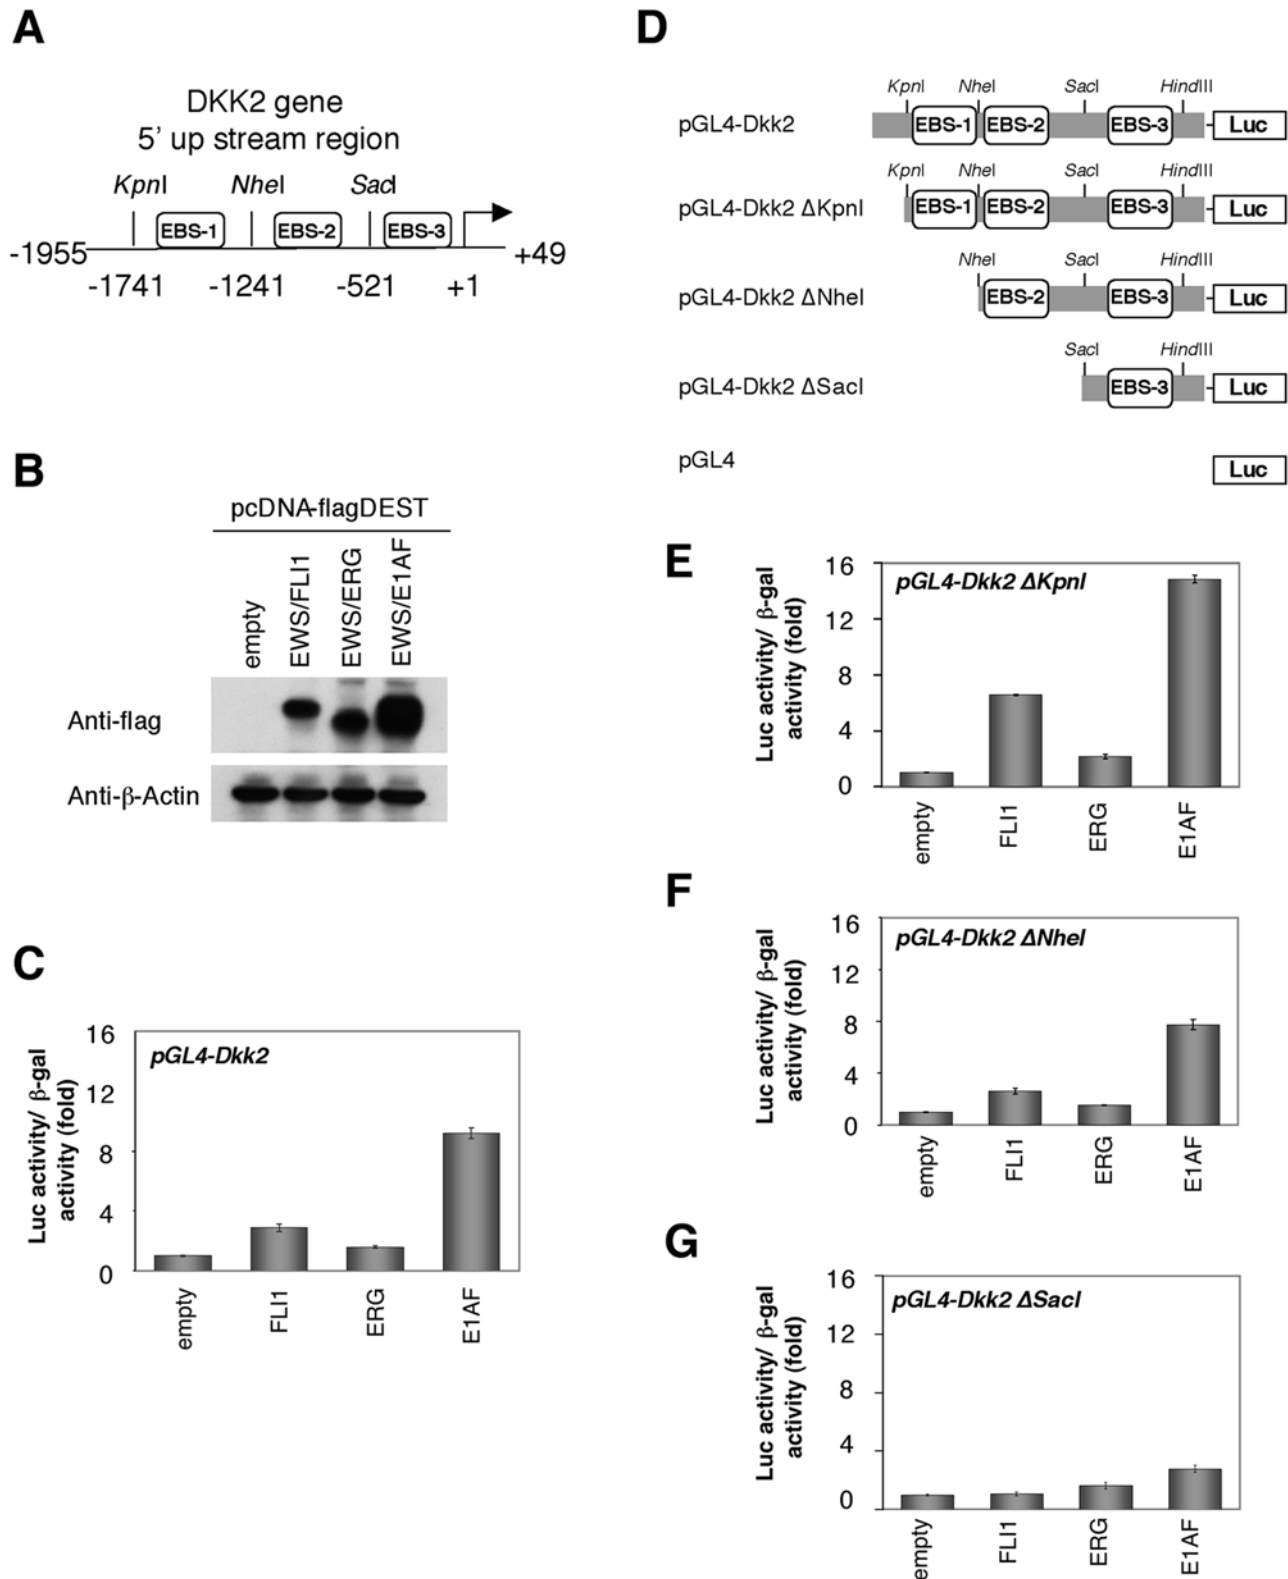 A
DKK2 gene
5' up stream region
KpnI NheI SacI
EBS-1 EBS-2 EBS-3
-1955 +49
-1741 -1241 -521 +1
B
pcDNA-flagDEST
empty
EWS/FLI1
EWS/ERG
EWS/E1AF
Anti-flag
Anti-β-Actin
C
Luc activity/ β-gal
activity (fold)
16
12
8
4
0
pGL4-Dkk2
empty
FLI1
ERG
E1AF
D
KpnI NheI SacI HindIII
pGL4-Dkk2 EBS-1 EBS-2 EBS-3 Luc
KpnI NheI SacI HindIII
pGL4-Dkk2 ΔKpnI EBS-1 EBS-2 EBS-3 Luc
NheI SacI HindIII
pGL4-Dkk2 ΔNheI EBS-2 EBS-3 Luc
SacI HindIII
pGL4-Dkk2 ΔSacI EBS-3 Luc
pGL4 Luc
E
Luc activity/ β-gal
activity (fold)
16
12
8
4
0
pGL4-Dkk2 ΔKpnI
empty
FLI1
ERG
E1AF
F
Luc activity/ β-gal
activity (fold)
16
12
8
4
0
pGL4-Dkk2 ΔNheI
empty
FLI1
ERG
E1AF
G
Luc activity/ β-gal
activity (fold)
16
12
8
4
0
pGL4-Dkk2 ΔSacI
empty
FLI1
ERG
E1AF